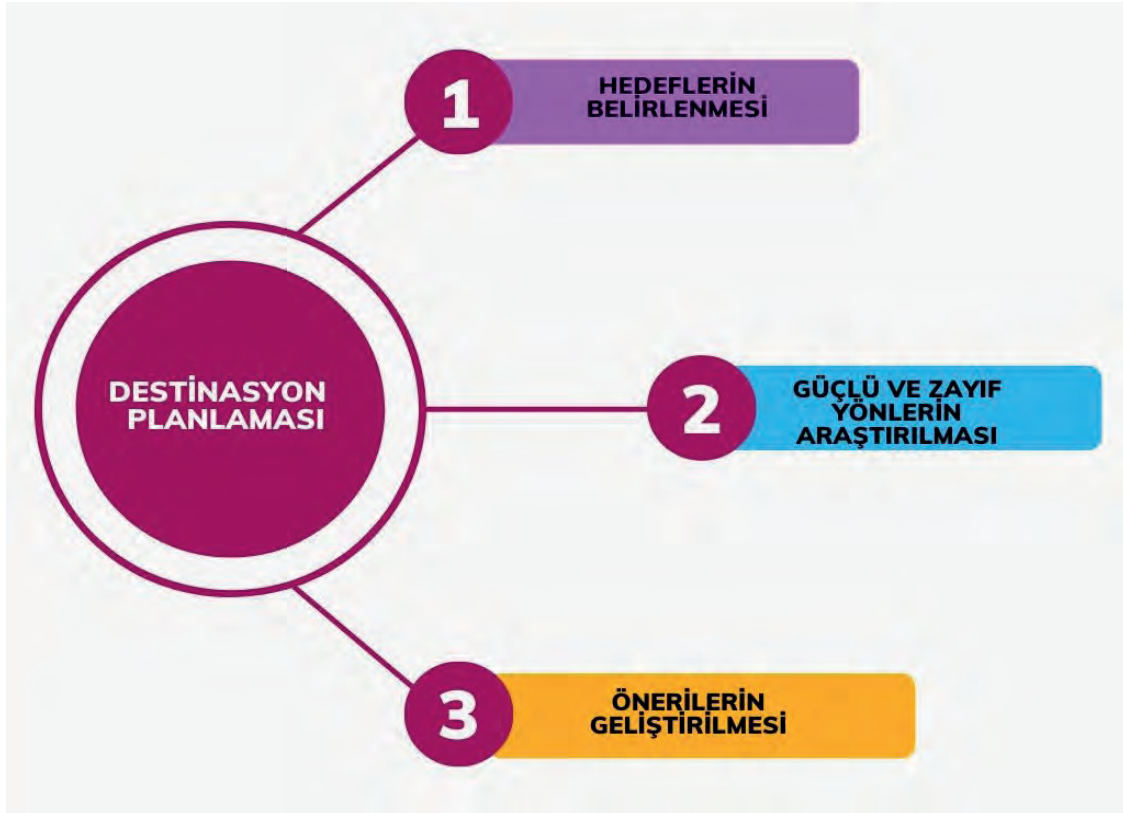 DESTİNASYON
PLANLAMASI
1
HEDEFLERİN
BELİRLENMESİ
2
GÜÇLÜ VE ZAYIF
YÖNLERİN
ARAŞTIRILMASI
3
ÖNERİLERİN
GELİŞTİRİLMESİ